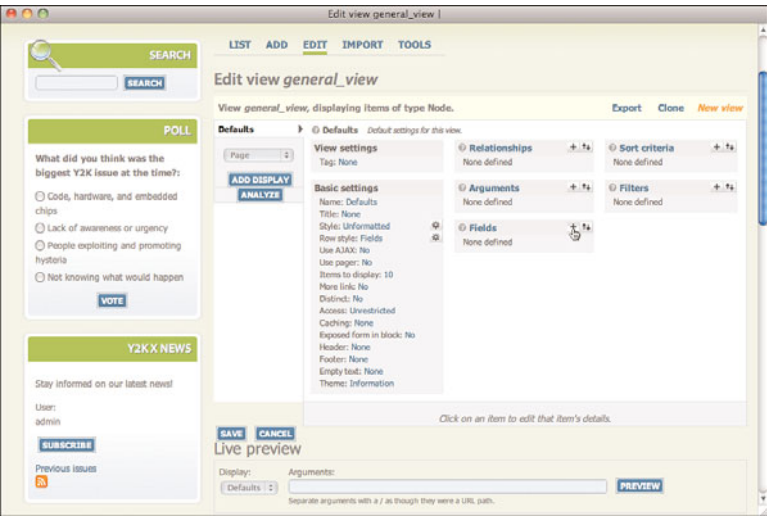 Edit view general_view |
SEARCH
SEARCH
POLL
What did you think was the
biggest Y2K issue at the time?:
Code, hardware, and embedded
chips
Lack of awareness or urgency
People exploiting and promoting
hysteria
Not knowing what would happen
VOTE
Y2KX NEWS
Stay informed on our latest news!
User:
admin
SUBSCRIBE
Previous issues
LIST ADD EDIT IMPORT TOOLS
Edit view general_view
View general_view, displaying items of type Node.
Export Clone New view
Defaults
Page
ADD DISPLAY
ANALYZE
Defaults Default settings for this view.
View settings
Tag: None
Basic settings
Name: Defaults
Title: None
Style: Unformatted
Row style: Fields
Use AJAX: No
Use pager: No
Items to display: 10
More link: No
Distinct: No
Access: Unrestricted
Caching: None
Exposed form in block: No
Header: None
Footer: None
Empty text: None
Theme: Information
Relationships
None defined
Arguments
None defined
Fields
None defined
Sort criteria
None defined
Filters
None defined
Click on an item to edit that item's details.
SAVE CANCEL
Live preview
Display: Arguments:
Defaults
PREVIEW
Separate arguments with a / as though they were a URL path.